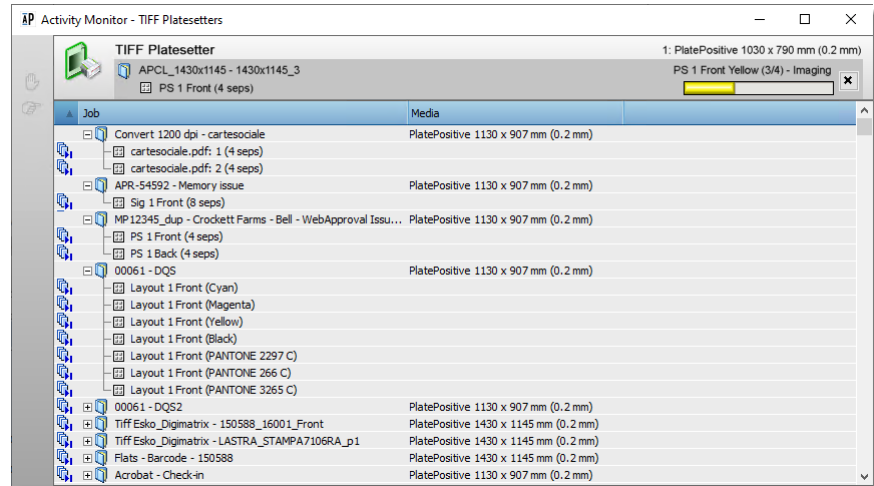 AP Activity Monitor - TIFF Platesetters
TIFF Platesetter
1: PlatePositive 1030 x 790 mm (0.2 mm)
APCL_1430x1145 - 1430x1145_3
PS 1 Front Yellow (3/4) - Imaging
PS 1 Front (4 seps)
Job Media
Convert 1200 dpi - cartesociale PlatePositive 1130 x 907 mm (0.2 mm)
cartesociale.pdf: 1 (4 seps)
cartesociale.pdf: 2 (4 seps)
APR-54592 - Memory issue PlatePositive 1130 x 907 mm (0.2 mm)
Sig 1 Front (8 seps)
MP12345_dup - Crockett Farms - Bell - WebApproval Issu... PlatePositive 1130 x 907 mm (0.2 mm)
PS 1 Front (4 seps)
PS 1 Back (4 seps)
00061 - DQS PlatePositive 1130 x 907 mm (0.2 mm)
Layout 1 Front (Cyan)
Layout 1 Front (Magenta)
Layout 1 Front (Yellow)
Layout 1 Front (Black)
Layout 1 Front (PANTONE 2297 C)
Layout 1 Front (PANTONE 266 C)
Layout 1 Front (PANTONE 3265 C)
00061 - DQS2 PlatePositive 1130 x 907 mm (0.2 mm)
Tiff Esko_Digimatrix - 150588_16001_Front PlatePositive 1430 x 1145 mm (0.2 mm)
Tiff Esko_Digimatrix - LASTRA_STAMPA7106RA_p1 PlatePositive 1430 x 1145 mm (0.2 mm)
Flats - Barcode - 150588 PlatePositive 1430 x 1145 mm (0.2 mm)
Acrobat - Check-in PlatePositive 1130 x 907 mm (0.2 mm)